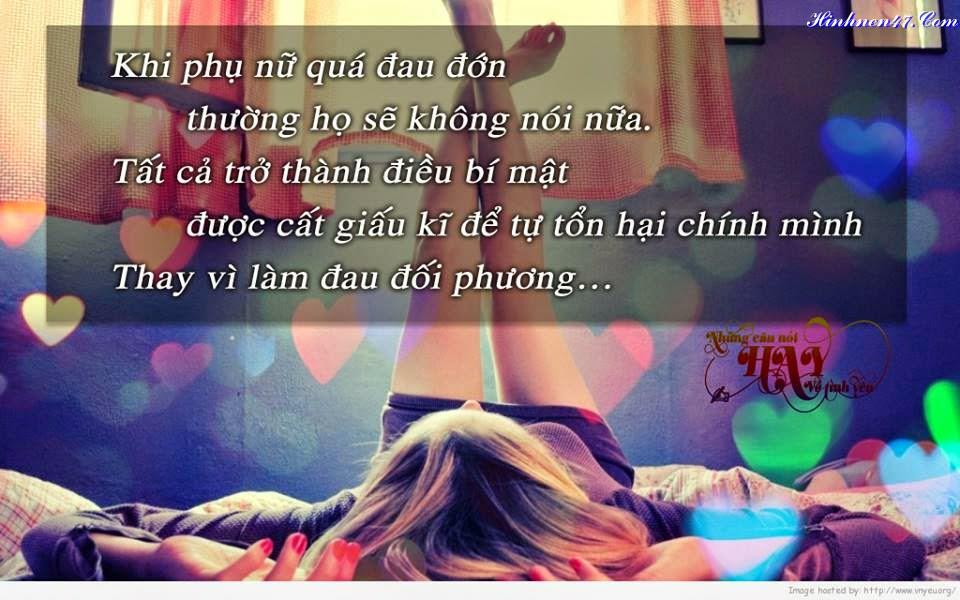 Hinhnen47.Com
Khi phụ nữ quá đau đớn
thường họ sẽ không nói nữa.
Tất cả trở thành điều bí mật
được cất giấu kĩ để tự tổn hại chính mình
Thay vì làm đau đối phương...
Những câu nói
HAY
Về tình yêu
Image hosted by: http://www.vnyeu.org/